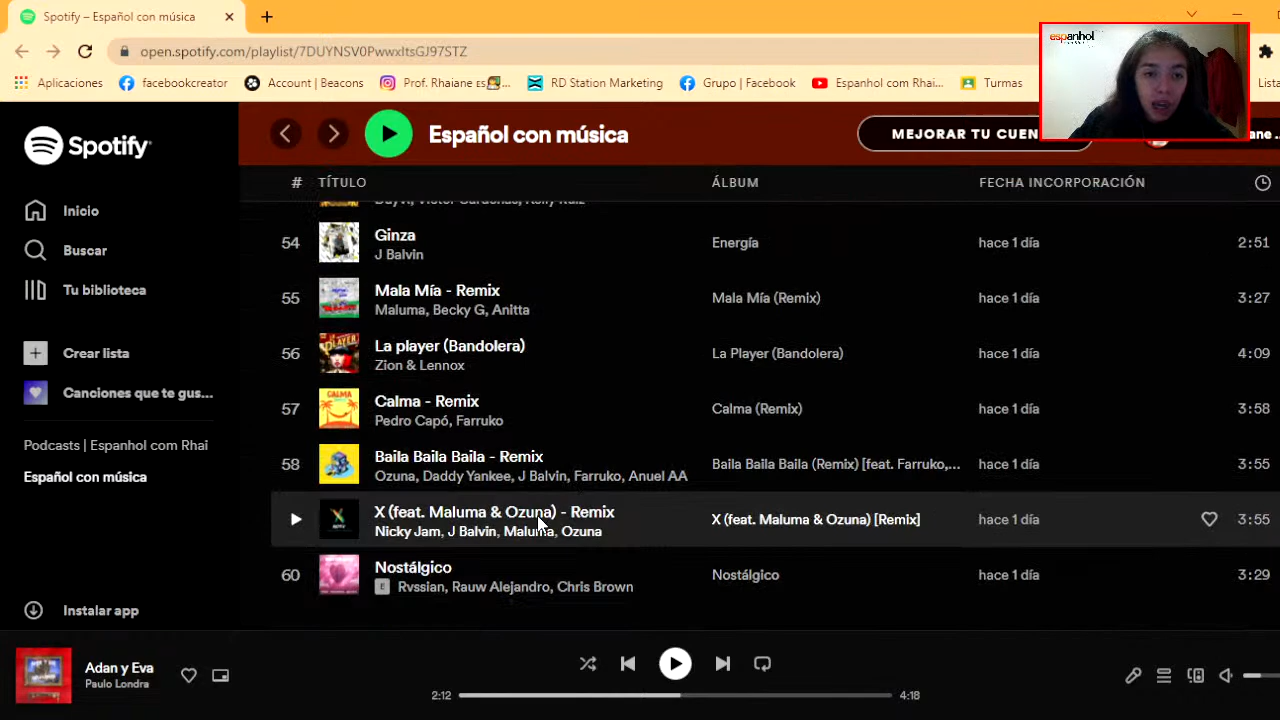 Spotify – Español con música
open.spotify.com/playlist/7DUYNSV0PwwxltsGJ97STZ
Aplicaciones
facebookcreator
Account | Beacons
Prof. Rhaiane Es
RD Station Marketing
Grupo | Facebook
Espanhol com Rhai...
Turmas
Lista
espanhol
Spotify
Español con música
MEJORAR TU CUEN
ane ...
Inicio
Buscar
Tu biblioteca
Crear lista
Canciones que te gus...
Podcasts | Espanhol com Rhai
Español con música
Instalar app
# TÍTULO ÁLBUM FECHA INCORPORACIÓN
54 Ginza Energía hace 1 día 2:51
J Balvin
55 Mala Mía - Remix Mala Mía (Remix) hace 1 día 3:27
Maluma, Becky G, Anitta
56 La player (Bandolera) La Player (Bandolera) hace 1 día 4:09
Zion & Lennox
57 Calma - Remix Calma (Remix) hace 1 día 3:58
Pedro Capó, Farruko
58 Baila Baila Baila - Remix Baila Baila Baila (Remix) [feat. Farruko,... hace 1 día 3:55
Ozuna, Daddy Yankee, J Balvin, Farruko, Anuel AA
X (feat. Maluma & Ozuna) - Remix X (feat. Maluma & Ozuna) [Remix] hace 1 día 3:55
Nicky Jam, J Balvin, Maluma, Ozuna
60 Nostálgico Nostálgico hace 1 día 3:29
E Rvssian, Rauw Alejandro, Chris Brown
Adan y Eva
Paulo Londra
2:12 4:18